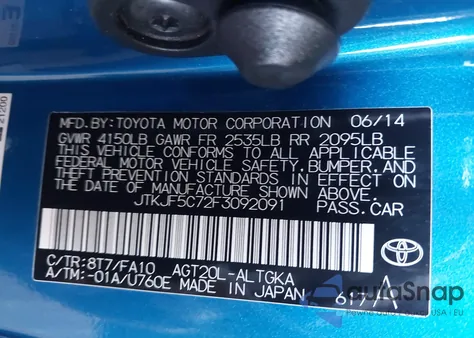 MFD.BY:TOYOTA MOTOR CORPORATION 06/14
GVWR 4150LB GAWR FR 2535LB RR 2095LB
THIS VEHICLE CONFORMS TO ALL APPLICABLE
FEDERAL MOTOR VEHICLE SAFETY,BUMPER,AND
THEFT PREVENTION STANDARDS IN EFFECT ON
THE DATE OF MANUFACTURE SHOWN ABOVE.
JTKJF5C72F3092091 PASS.CAR
TOYOTA
C/TR:8T7/FA10 AGT20L-ALTGKA
A/TM:-01A/U760E MADE IN JAPAN
A
autoSnap
21200